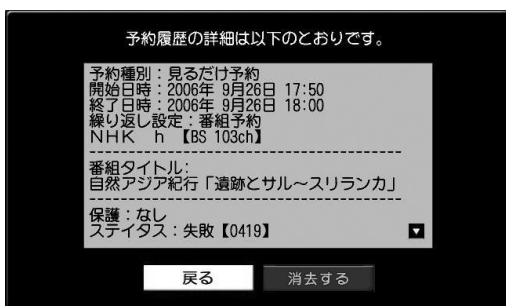 予約履歴の詳細は以下のとおりです。
予約種別：見るだけ予約
開始日時：2006年 9月26日 17:50
終了日時：2006年 9月26日 18:00
繰り返し設定：番組予約
NHK h 【BS 103ch】
番組タイトル：
自然アジア紀行「遺跡とサル～スリランカ」
保護：なし
ステイタス：失敗【0419】
戻る
消去する